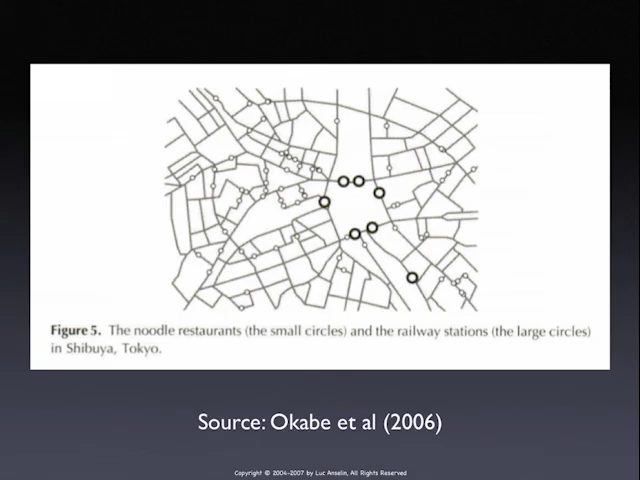 Figure 5. The noodle restaurants (the small circles) and the railway stations (the large circles)
in Shibuya, Tokyo.
Source: Okabe et al (2006)
Copyright © 2004-2007 by Luc Anselin, All Rights Reserved